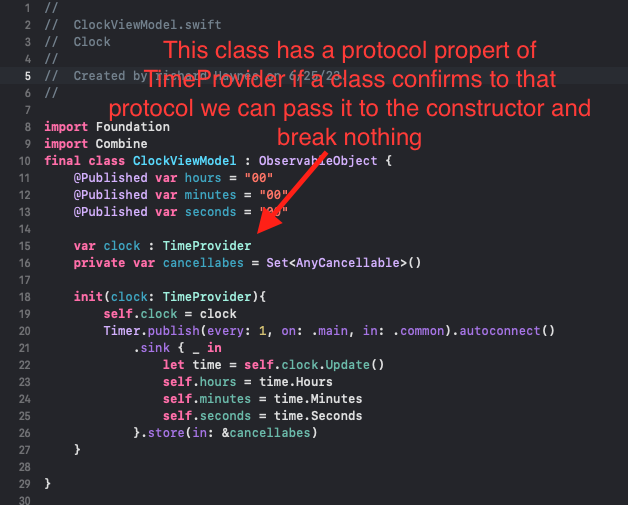 1 //
2 // ClockViewModel.swift
3 // Clock
4 //
This class has a protocol propert of
5 // Created by richard Haynes on 6/25/23.
TimeProvider if a class confirms to that
6 //
protocol we can pass it to the constructor and
7
break nothing
8 import Foundation
9 import Combine
10 final class ClockViewModel : ObservableObject {
11 @Published var hours = "00"
12 @Published var minutes = "00"
13 @Published var seconds = "00"
14
15 var clock : TimeProvider
16 private var cancellabes = Set<AnyCancellable>()
17
18 init(clock: TimeProvider){
19 self.clock = clock
20 Timer.publish(every: 1, on: .main, in: .common).autoconnect()
21 .sink { _ in
22 let time = self.clock.Update()
23 self.hours = time.Hours
24 self.minutes = time.Minutes
25 self.seconds = time.Seconds
26 }.store(in: &cancellabes)
27 }
28
29 }
30